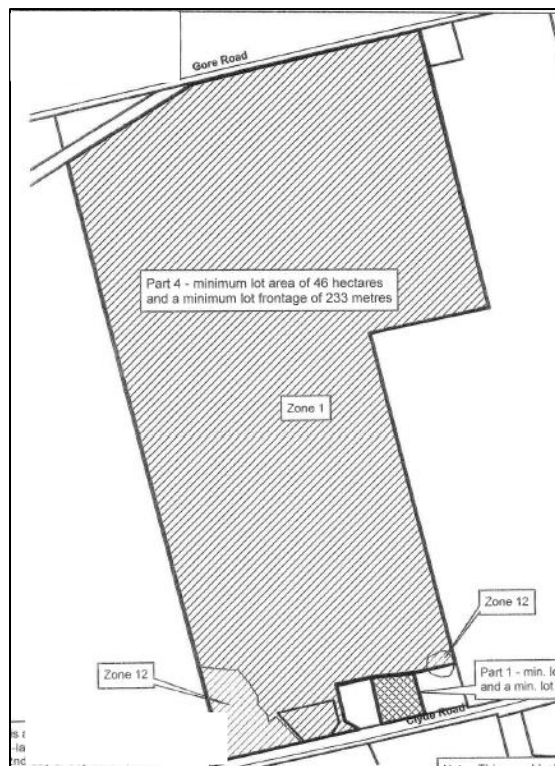 Gore Road
Part 4 - minimum lot area of 46 hectares
and a minimum lot frontage of 233 metres
Zone 1
Zone 12
Zone 12
Part 1 - min. lo
and a min. lot
Clyde Road